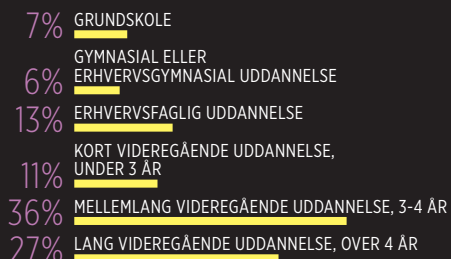 7% GRUNDSKOLE
GYMNASIAL ELLER
6% ERHVERVSGYMNASIAL UDDANNELSE
13% ERHVERVSFAGLIG UDDANNELSE
KORT VIDEREGÅENDE UDDANNELSE,
11% UNDER 3 ÅR
36% MELLEMLANG VIDEREGÅENDE UDDANNELSE, 3-4 ÅR
27% LANG VIDEREGÅENDE UDDANNELSE, OVER 4 ÅR